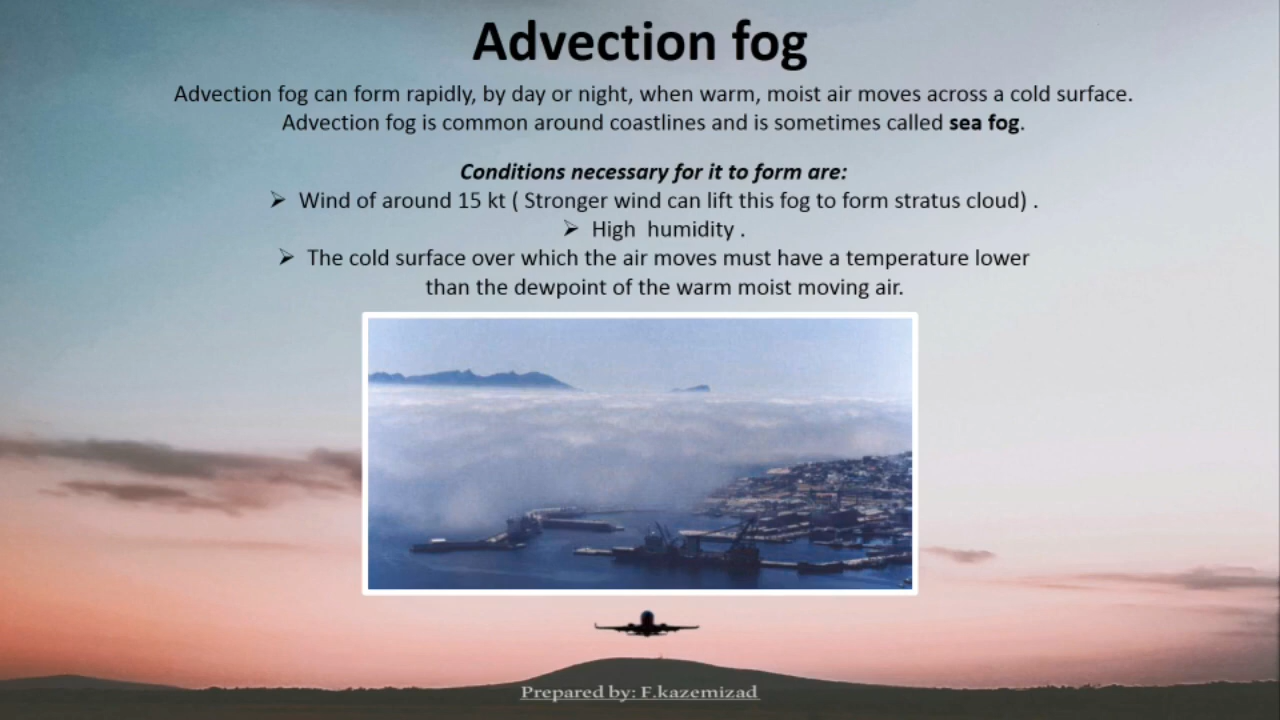 Advection fog
Advection fog can form rapidly, by day or night, when warm, moist air moves across a cold surface.
Advection fog is common around coastlines and is sometimes called sea fog.
Conditions necessary for it to form are:
➢ Wind of around 15 kt ( Stronger wind can lift this fog to form stratus cloud) .
➢ High humidity .
➢ The cold surface over which the air moves must have a temperature lower
than the dewpoint of the warm moist moving air.
Prepared by: F.kazemizad